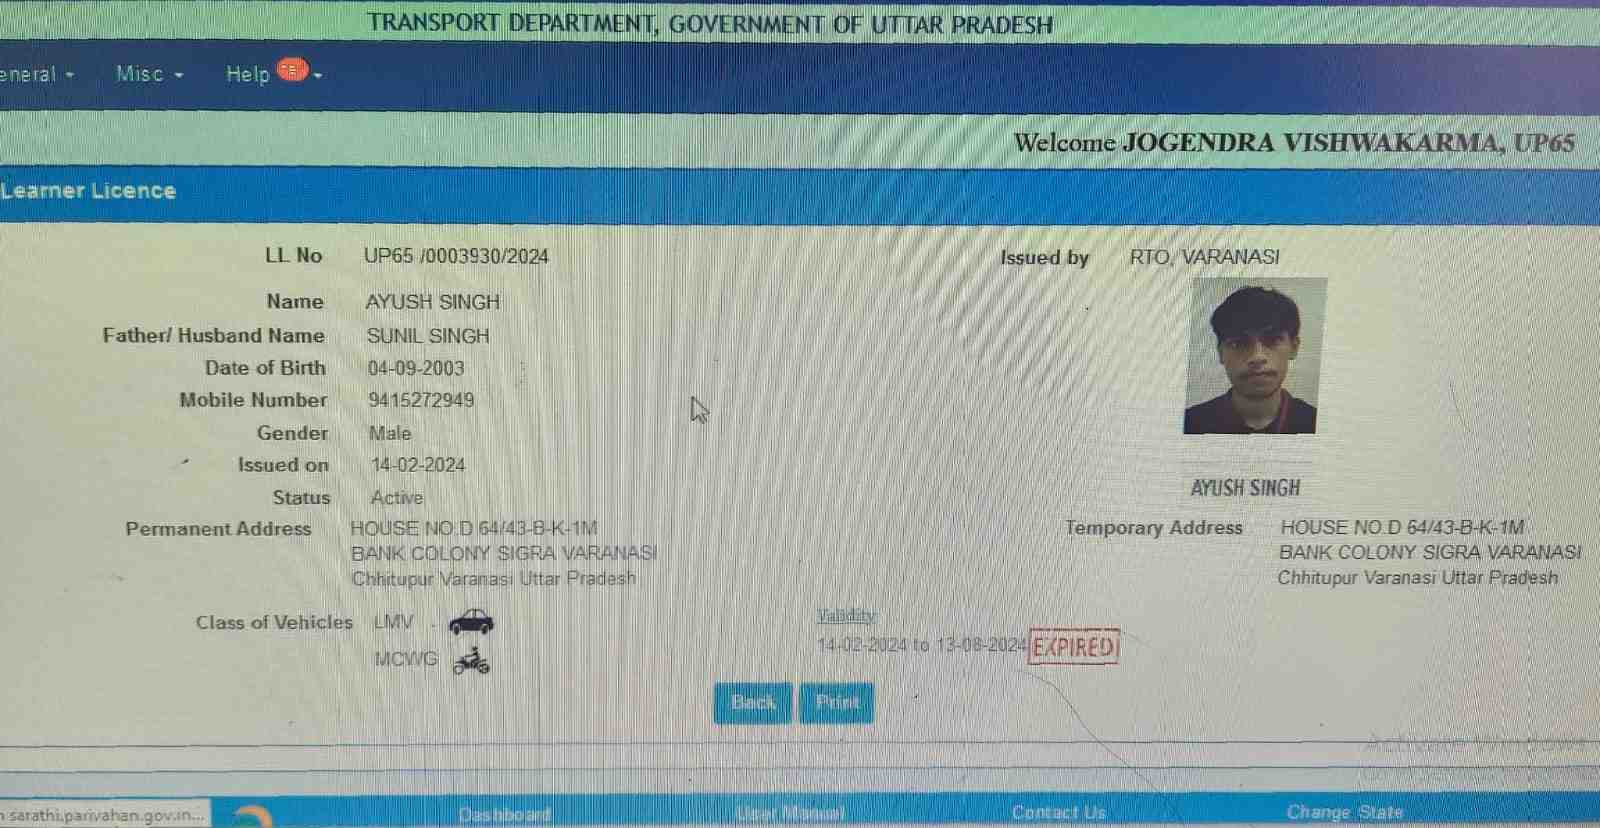 TRANSPORT DEPARTMENT, GOVERNMENT OF UTTAR PRADESH
eneral Misc Help
Welcome JOGENDRA VISHWAKARMA, UP65
Learner Licence
LL No UP65 /0003930/2024 Issued by RTO, VARANASI
Name AYUSH SINGH
Father/ Husband Name SUNIL SINGH
Date of Birth 04-09-2003
Mobile Number 9415272949
Gender Male
Issued on 14-02-2024
Status Active
AYUSH SINGH
Permanent Address HOUSE NO.D 64/43-B-K-1M
BANK COLONY SIGRA VARANASI
Chhitupur Varanasi Uttar Pradesh
Temporary Address HOUSE NO.D 64/43-B-K-1M
BANK COLONY SIGRA VARANASI
Chhitupur Varanasi Uttar Pradesh
Class of Vehicles LMV
MCWG
Validity
14-02-2024 to 13-08-2024 EXPIRED
Back Print
Activate Windows
sarathi.parivahan.gov.in... Dashboard User Manual Contact Us Change State